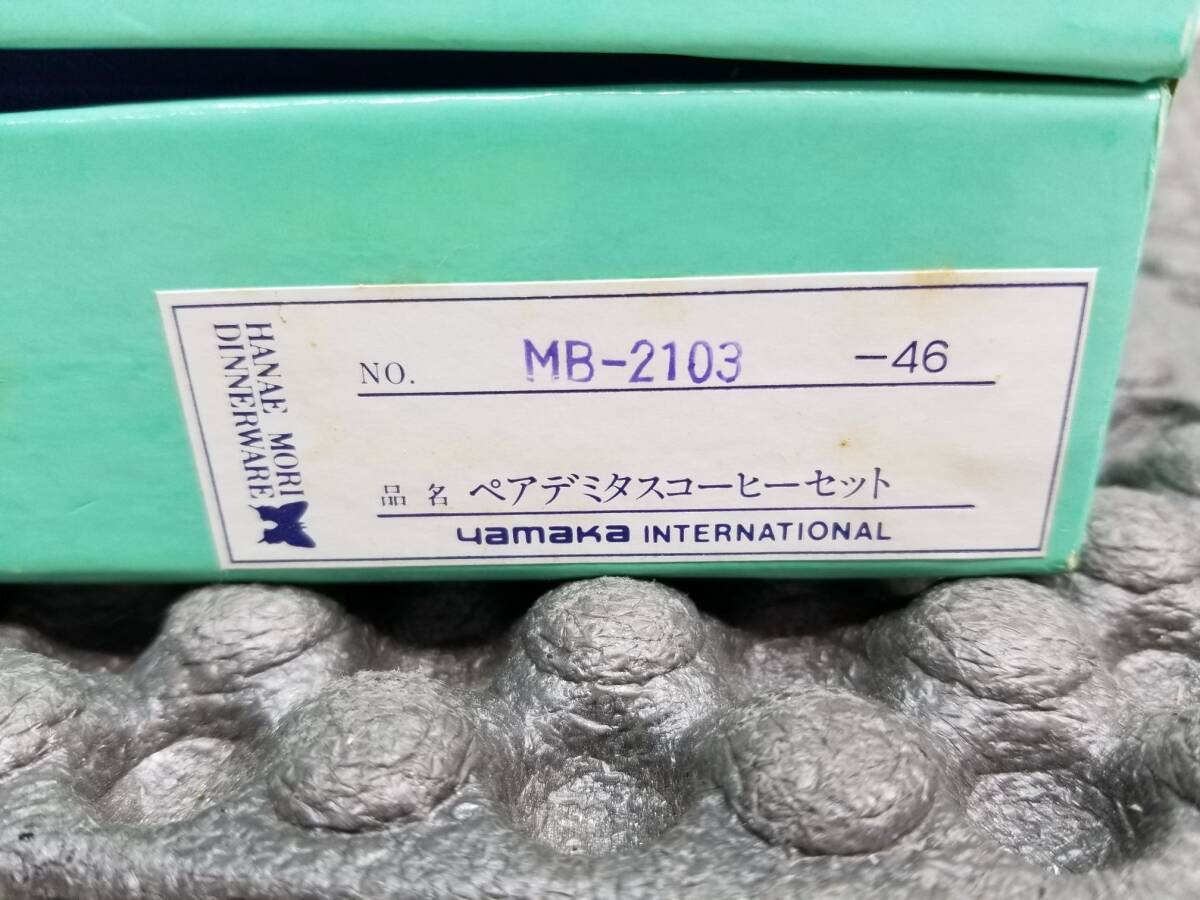 HANAE MORI
DINNERWARE
NO. MB-2103 -46
品名 ペアデミタスコーヒーセット
yamaka INTERNATIONAL